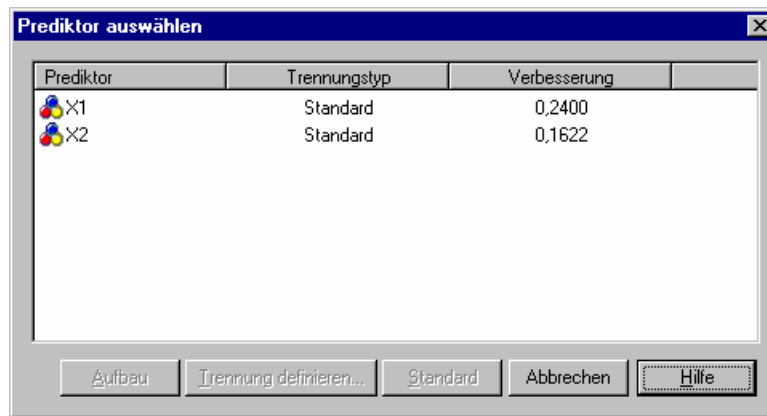 Prediktor auswählen
Prediktor Trennungstyp Verbesserung
X1 Standard 0,2400
X2 Standard 0,1622
Aufbau Trennung definieren... Standard Abbrechen Hilfe